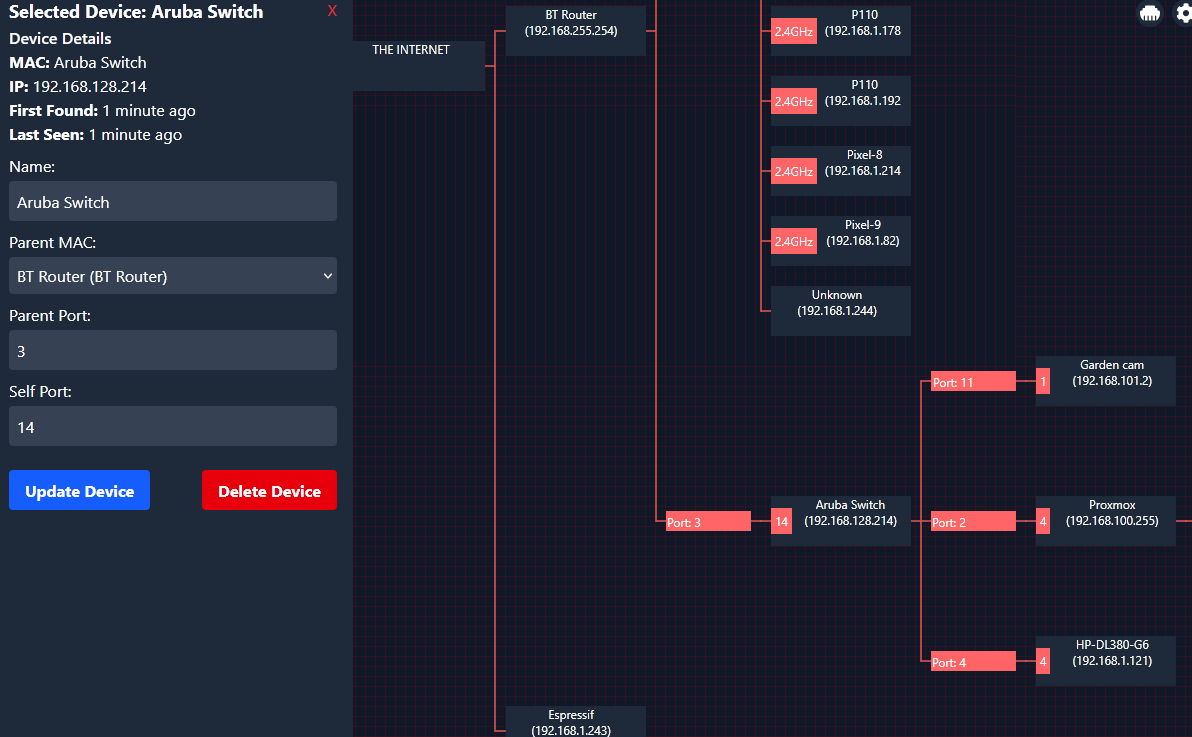 Selected Device: Aruba Switch
X
Device Details
MAC: Aruba Switch
IP: 192.168.128.214
First Found: 1 minute ago
Last Seen: 1 minute ago
Name:
Aruba Switch
Parent MAC:
BT Router (BT Router)
Parent Port:
3
Self Port:
14
Update Device
Delete Device
THE INTERNET
BT Router
(192.168.255.254)
2.4GHz
P110
(192.168.1.178
2.4GHz
P110
(192.168.1.192
2.4GHz
Pixel-8
(192.168.1.214
2.4GHz
Pixel-9
(192.168.1.82)
Unknown
(192.168.1.244)
Port: 11
1
Garden cam
(192.168.101.2)
Port: 3
14
Aruba Switch
(192.168.128.214)
Port: 2
4
Proxmox
(192.168.100.255)
Port: 4
4
HP-DL380-G6
(192.168.1.121)
Espressif
(192.168.1.243)